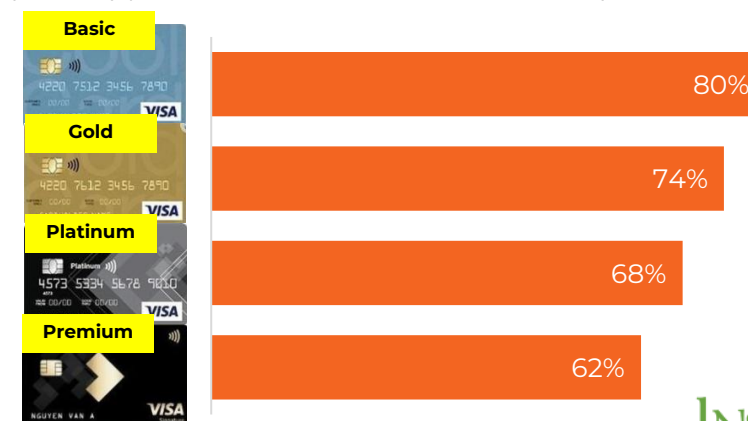 Basic
4220 7512 3456 7890
VISA
80%
Gold
4220 7612 3456 7890
VISA
74%
Platinum
Platinum
4573 5334 5678 9010
4573
VISA
68%
Premium
62%
NGUYEN VAN A
VISA